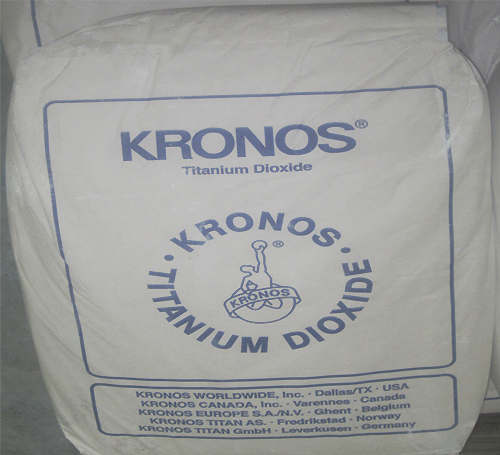 KRONOS®
Titanium Dioxide
· KRONOS ·
TITANIUM DIOXIDE
®
KRONOS
KRONOS WORLDWIDE, Inc. · Dallas/TX · USA
KRONOS CANADA, Inc. · Varennes · Canada
KRONOS EUROPE S.A./N.V. · Ghent · Belgium
KRONOS TITAN AS. · Fredrikstad · Norway
KRONOS TITAN GmbH · Leverkusen · Germany